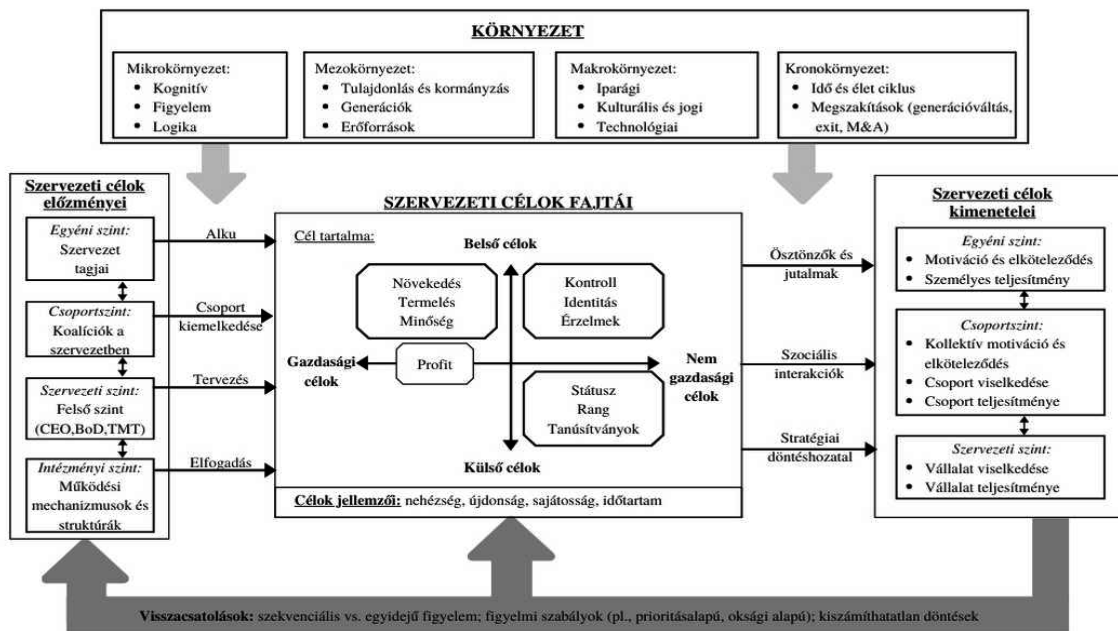 KÖRNYEZET
Mikrokörnyezet:
• Kognitív
• Figyelem
• Logika
Mezokörnyezet:
• Tulajdonlás és kormányzás
• Generációk
• Erőforrások
Makrokörnyezet:
• Iparági
• Kulturális és jogi
• Technológiai
Kronokörnyezet:
• Idő és élet ciklus
• Megszakítások (generációváltás,
exit, M&A)
Szervezeti célok
előzményei
Egyéni szint:
Szervezet
tagjai
Csoportszint:
Koalíciók a
szervezetben
Szervezeti szint:
Felső szint
(CEO,BoD,TMT)
Intézményi szint:
Működési
mechanizmusok és
struktúrák
Alku
Csoport
kiemelkedése
Tervezés
Elfogadás
SZERVEZETI CÉLOK FAJTÁI
Cél tartalma:
Belső célok
Növekedés
Termelés
Minőség
Kontroll
Identitás
Érzelmek
Gazdasági
célok
Profit
Nem
gazdasági
célok
Státusz
Rang
Tanúsítványok
Külső célok
Célok jellemzői: nehézség, újdonság, sajátosság, időtartam
Ösztönzők és
jutalmak
Szociális
interakciók
Stratégiai
döntéshozatal
Szervezeti célok
kimenetelei
Egyéni szint:
• Motiváció és elköteleződés
• Személyes teljesítmény
Csoportszint:
• Kollektív motiváció és
elköteleződés
• Csoport viselkedése
• Csoport teljesítménye
Szervezeti szint:
• Vállalat viselkedése
• Vállalat teljesítménye
Visszacsatolások: szekvenciális vs. egyidejű figyelem; figyelmi szabályok (pl., prioritásalapú, oksági alapú); kiszámíthatatlan döntések